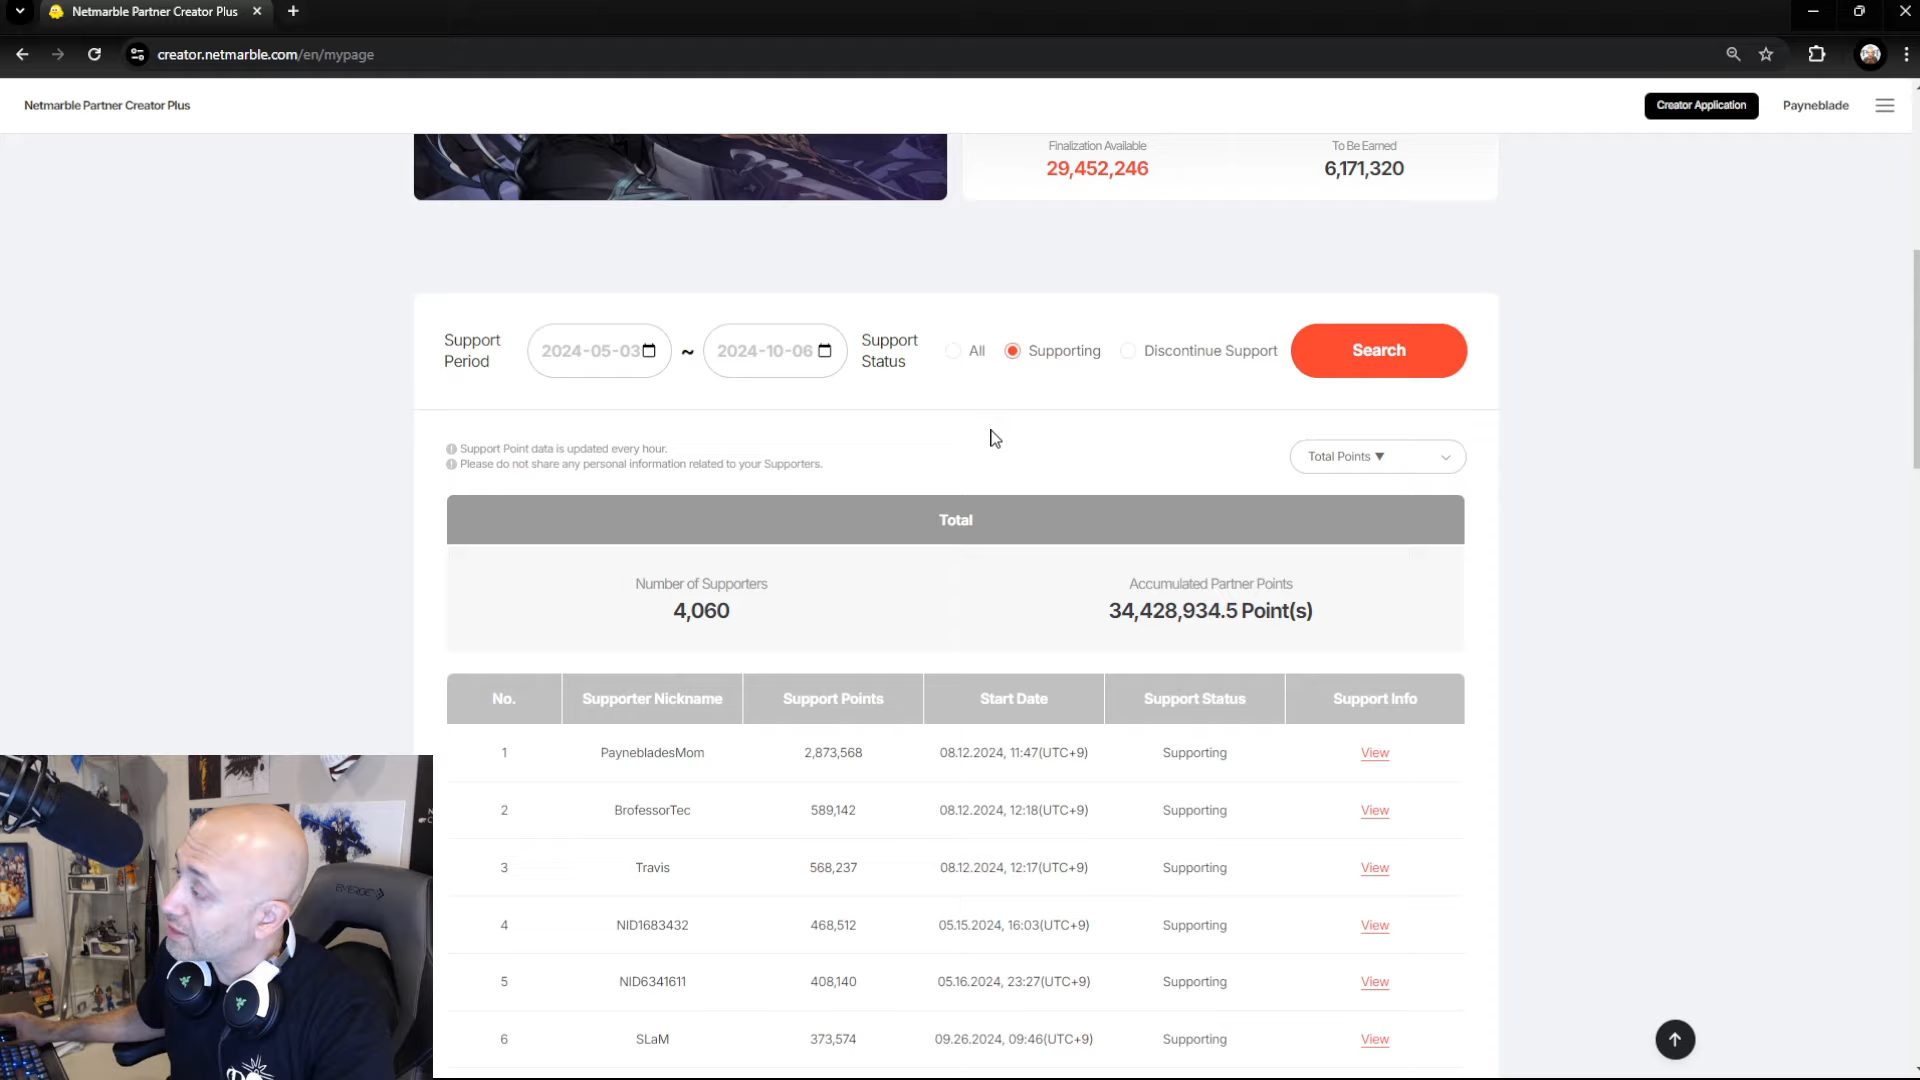 Netmarble Partner Creator Plus
creator.netmarble.com/en/mypage
Netmarble Partner Creator Plus
Creator Application
Payneblade
Finalization Available
To Be Earned
29,452,246
6,171,320
Support Period
2024-05-03
~
2024-10-06
Support Status
All
Supporting
Discontinue Support
Search
Support Point data is updated every hour.
Please do not share any personal information related to your Supporters.
Total Points ▼
Total
Number of Supporters
Accumulated Partner Points
4,060
34,428,934.5 Point(s)
No. Supporter Nickname Support Points Start Date Support Status Support Info
1 PaynebladesMom 2,873,568 08.12.2024, 11:47(UTC+9) Supporting View
2 BrofessorTec 589,142 08.12.2024, 12:18(UTC+9) Supporting View
3 Travis 568,237 08.12.2024, 12:17(UTC+9) Supporting View
4 NID1683432 468,512 05.15.2024, 16:03(UTC+9) Supporting View
5 NID6341611 408,140 05.16.2024, 23:27(UTC+9) Supporting View
6 SLaM 373,574 09.26.2024, 09:46(UTC+9) Supporting View